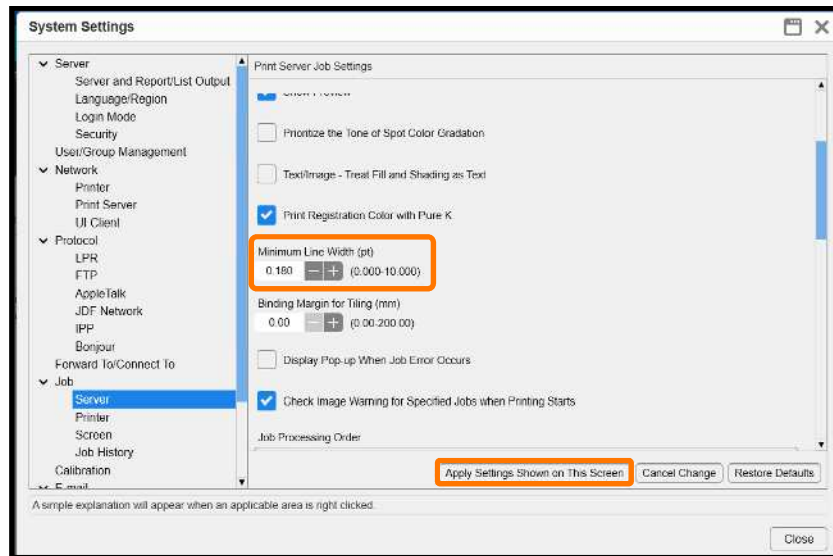 System Settings
Server
Server and Report/List Output
Language/Region
Login Mode
Security
User/Group Management
Network
Printer
Print Server
UI Client
Protocol
LPR
FTP
AppleTalk
JDF Network
IPP
Bonjour
Forward To/Connect To
Job
Server
Printer
Screen
Job History
Calibration
E-mail
Print Server Job Settings
Show Preview
Prioritize the Tone of Spot Color Gradation
Text/Image - Treat Fill and Shading as Text
Print Registration Color with Pure K
Minimum Line Width (pt)
0.180 (0.000-10.000)
Binding Margin for Tiling (mm)
0.00 (0.00-200.00)
Display Pop-up When Job Error Occurs
Check Image Warning for Specified Jobs when Printing Starts
Job Processing Order
Apply Settings Shown on This Screen Cancel Change Restore Defaults
A simple explanation will appear when an applicable area is right clicked.
Close